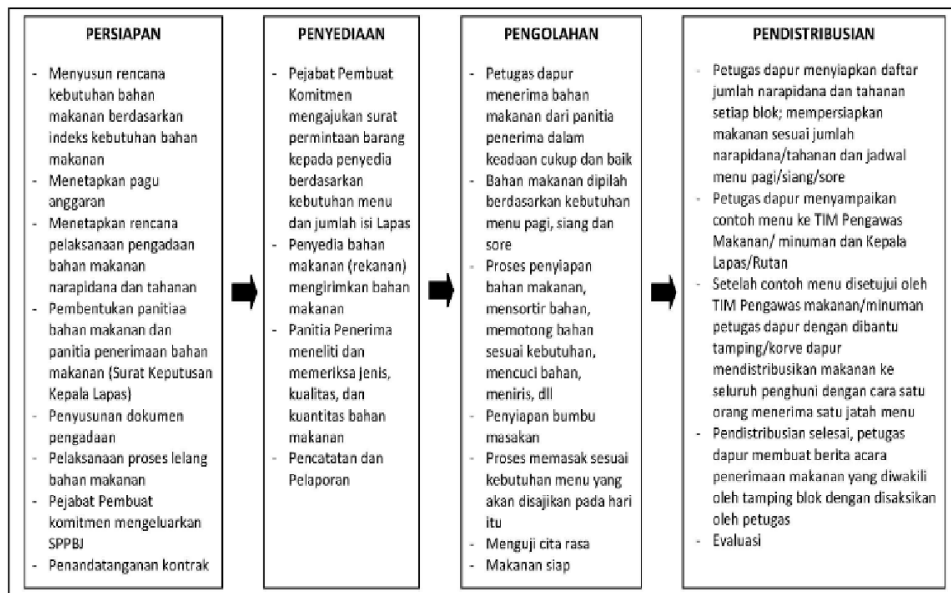 PERSIAPAN
- Menyusun rencana
kebutuhan bahan
makanan berdasarkan
indeks kebutuhan bahan
makanan
- Menetapkan pagu
anggaran
- Menetapkan rencana
pelaksanaan pengadaan
bahan makanan
narapidana dan tahanan
- Pembentukan panitiaa
bahan makanan dan
panitia penerimaan bahan
makanan (Surat Keputusan
Kepala Lapas)
- Penyusunan dokumen
pengadaan
- Pelaksanaan proses lelang
bahan makanan
- Pejabat Pembuat
komitmen mengeluarkan
SPPBJ
- Penandatanganan kontrak
PENYEDIAAN
- Pejabat Pembuat
Komitmen
mengajukan surat
permintaan barang
kepada penyedia
berdasarkan
kebutuhan menu
dan jumlah isi Lapas
- Penyedia bahan
makanan (rekanan)
mengirimkan bahan
makanan
- Panitia Penerima
meneliti dan
memeriksa jenis,
kualitas, dan
kuantitas bahan
makanan
- Pencatatan dan
Pelaporan
PENGOLAHAN
- Petugas dapur
menerima bahan
makanan dari panitia
penerima dalam
keadaan cukup dan baik
- Bahan makanan dipilah
berdasarkan kebutuhan
menu pagi, siang dan
sore
- Proses penyiapan
bahan makanan,
mensortir bahan,
memotong bahan
sesuai kebutuhan,
mencuci bahan,
meniris, dll
- Penyiapan bumbu
masakan
- Proses memasak sesuai
kebutuhan menu yang
akan disajikan pada hari
itu
- Menguji cita rasa
- Makanan siap
PENDISTRIBUSIAN
- Petugas dapur menyiapkan daftar
jumlah narapidana dan tahanan
setiap blok; mempersiapkan
makanan sesuai jumlah
narapidana/tahanan dan jadwal
menu pagi/siang/sore
- Petugas dapur menyampaikan
contoh menu ke TIM Pengawas
Makanan/ minuman dan Kepala
Lapas/Rutan
- Setelah contoh menu disetujui oleh
TIM Pengawas makanan/minuman
petugas dapur dengan dibantu
tamping/korve dapur
mendistribusikan makanan ke
seluruh penghuni dengan cara satu
orang menerima satu jatah menu
- Pendistribusian selesai, petugas
dapur membuat berita acara
penerimaan makanan yang diwakili
oleh tamping blok dengan disaksikan
oleh petugas
- Evaluasi